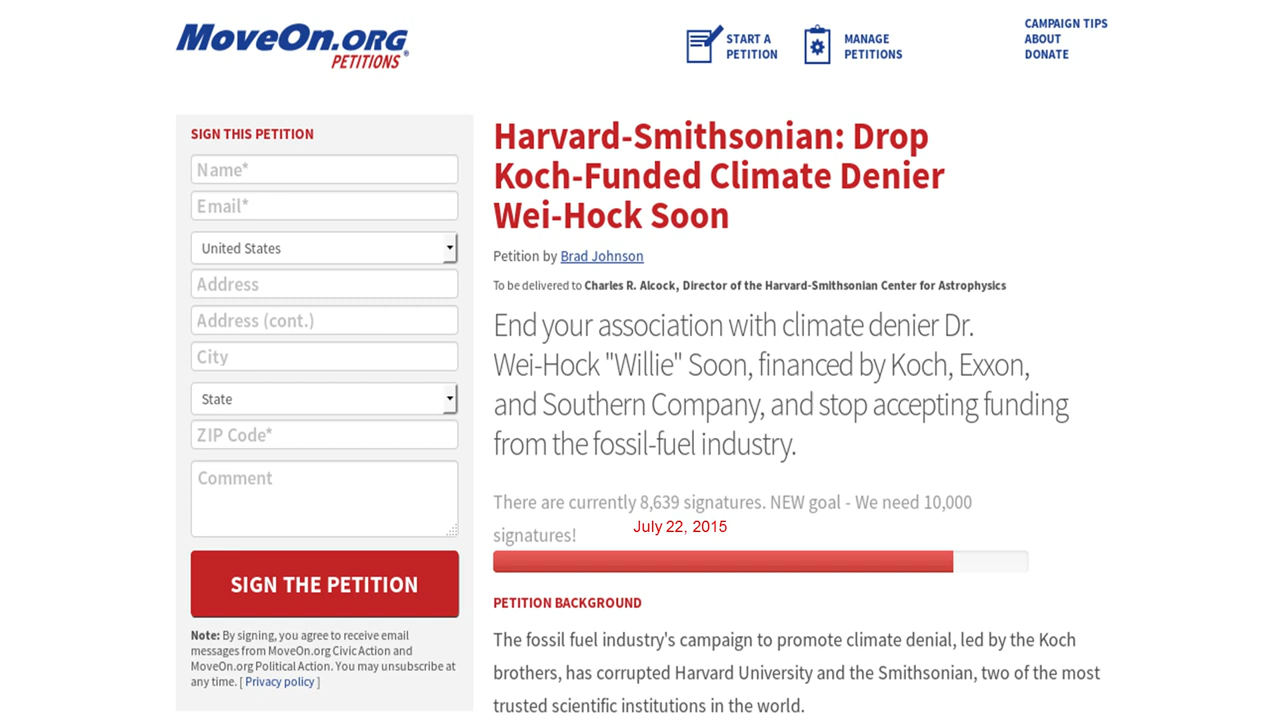 MoveOn.ORG
PETITIONS®
START A
PETITION
MANAGE
PETITIONS
CAMPAIGN TIPS
ABOUT
DONATE
SIGN THIS PETITION
Name*
Email*
United States
Address
Address (cont.)
City
State
ZIP Code*
Comment
SIGN THE PETITION
Note: By signing, you agree to receive email
messages from MoveOn.org Civic Action and
MoveOn.org Political Action. You may unsubscribe at
any time. [ Privacy policy ]
Harvard-Smithsonian: Drop
Koch-Funded Climate Denier
Wei-Hock Soon
Petition by Brad Johnson
To be delivered to Charles R. Alcock, Director of the Harvard-Smithsonian Center for Astrophysics
End your association with climate denier Dr.
Wei-Hock "Willie" Soon, financed by Koch, Exxon,
and Southern Company, and stop accepting funding
from the fossil-fuel industry.
There are currently 8,639 signatures. NEW goal - We need 10,000
signatures!
July 22, 2015
PETITION BACKGROUND
The fossil fuel industry's campaign to promote climate denial, led by the Koch
brothers, has corrupted Harvard University and the Smithsonian, two of the most
trusted scientific institutions in the world.